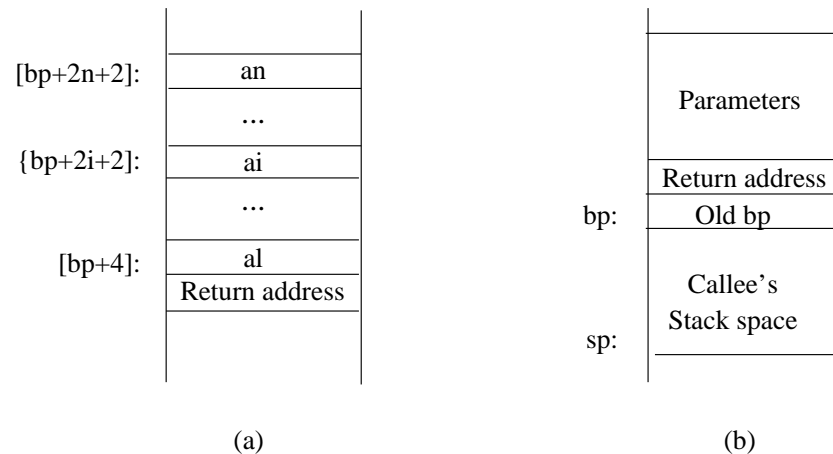 [bp+2n+2]:
an
...
{bp+2i+2]:
ai
...
[bp+4]:
al
Return address
(a)
Parameters
Return address
bp:
Old bp
Callee’s
Stack space
sp:
(b)